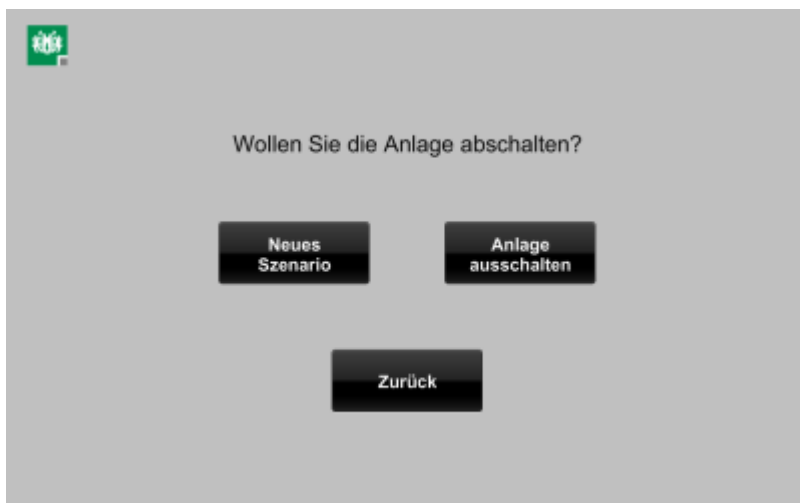 Wollen Sie die Anlage abschalten?
Neues
Szenario
Anlage
ausschalten
Zurück